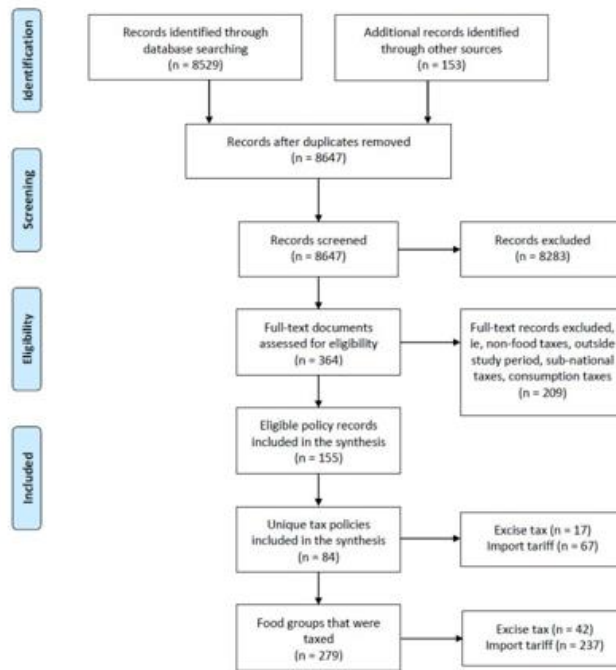 Identification
Records identified through
database searching
(n = 8529)
Additional records identified
through other sources
(n = 153)
Records after duplicates removed
(n = 8647)
Screening
Records screened
(n = 8647)
Records excluded
(n = 8283)
Eligibility
Full-text documents
assessed for eligibility
(n = 364)
Full-text records excluded,
ie, non-food taxes, outside
study period, sub-national
taxes, consumption taxes
(n = 209)
Included
Eligible policy records
included in the synthesis
(n = 155)
Unique tax policies
included in the synthesis
(n = 84)
Excise tax (n = 17)
Import tariff (n = 67)
Food groups that were
taxed
(n = 279)
Excise tax (n = 42)
Import tariff (n = 237)